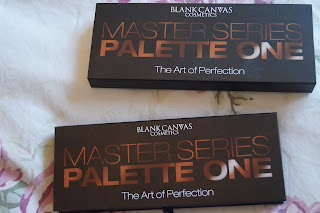 BLANK CANVAS
COSMETICS
MASTER SERIES
PALETTE ONE
The Art of Perfection
BLANK CANVAS
COSMETICS
MASTER SERIES
PALETTE ONE
The Art of Perfection